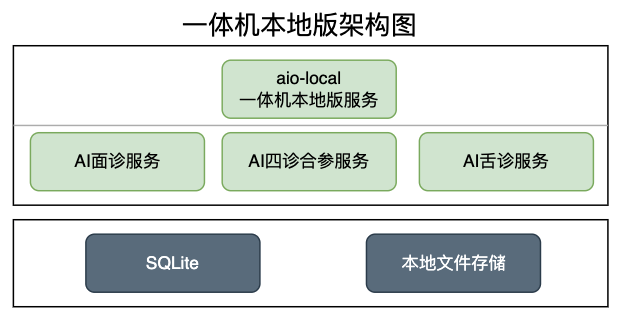 一体机本地版架构图
aio-local
一体机本地版服务
AI面诊服务
AI四诊合参服务
AI舌诊服务
SQLite
本地文件存储